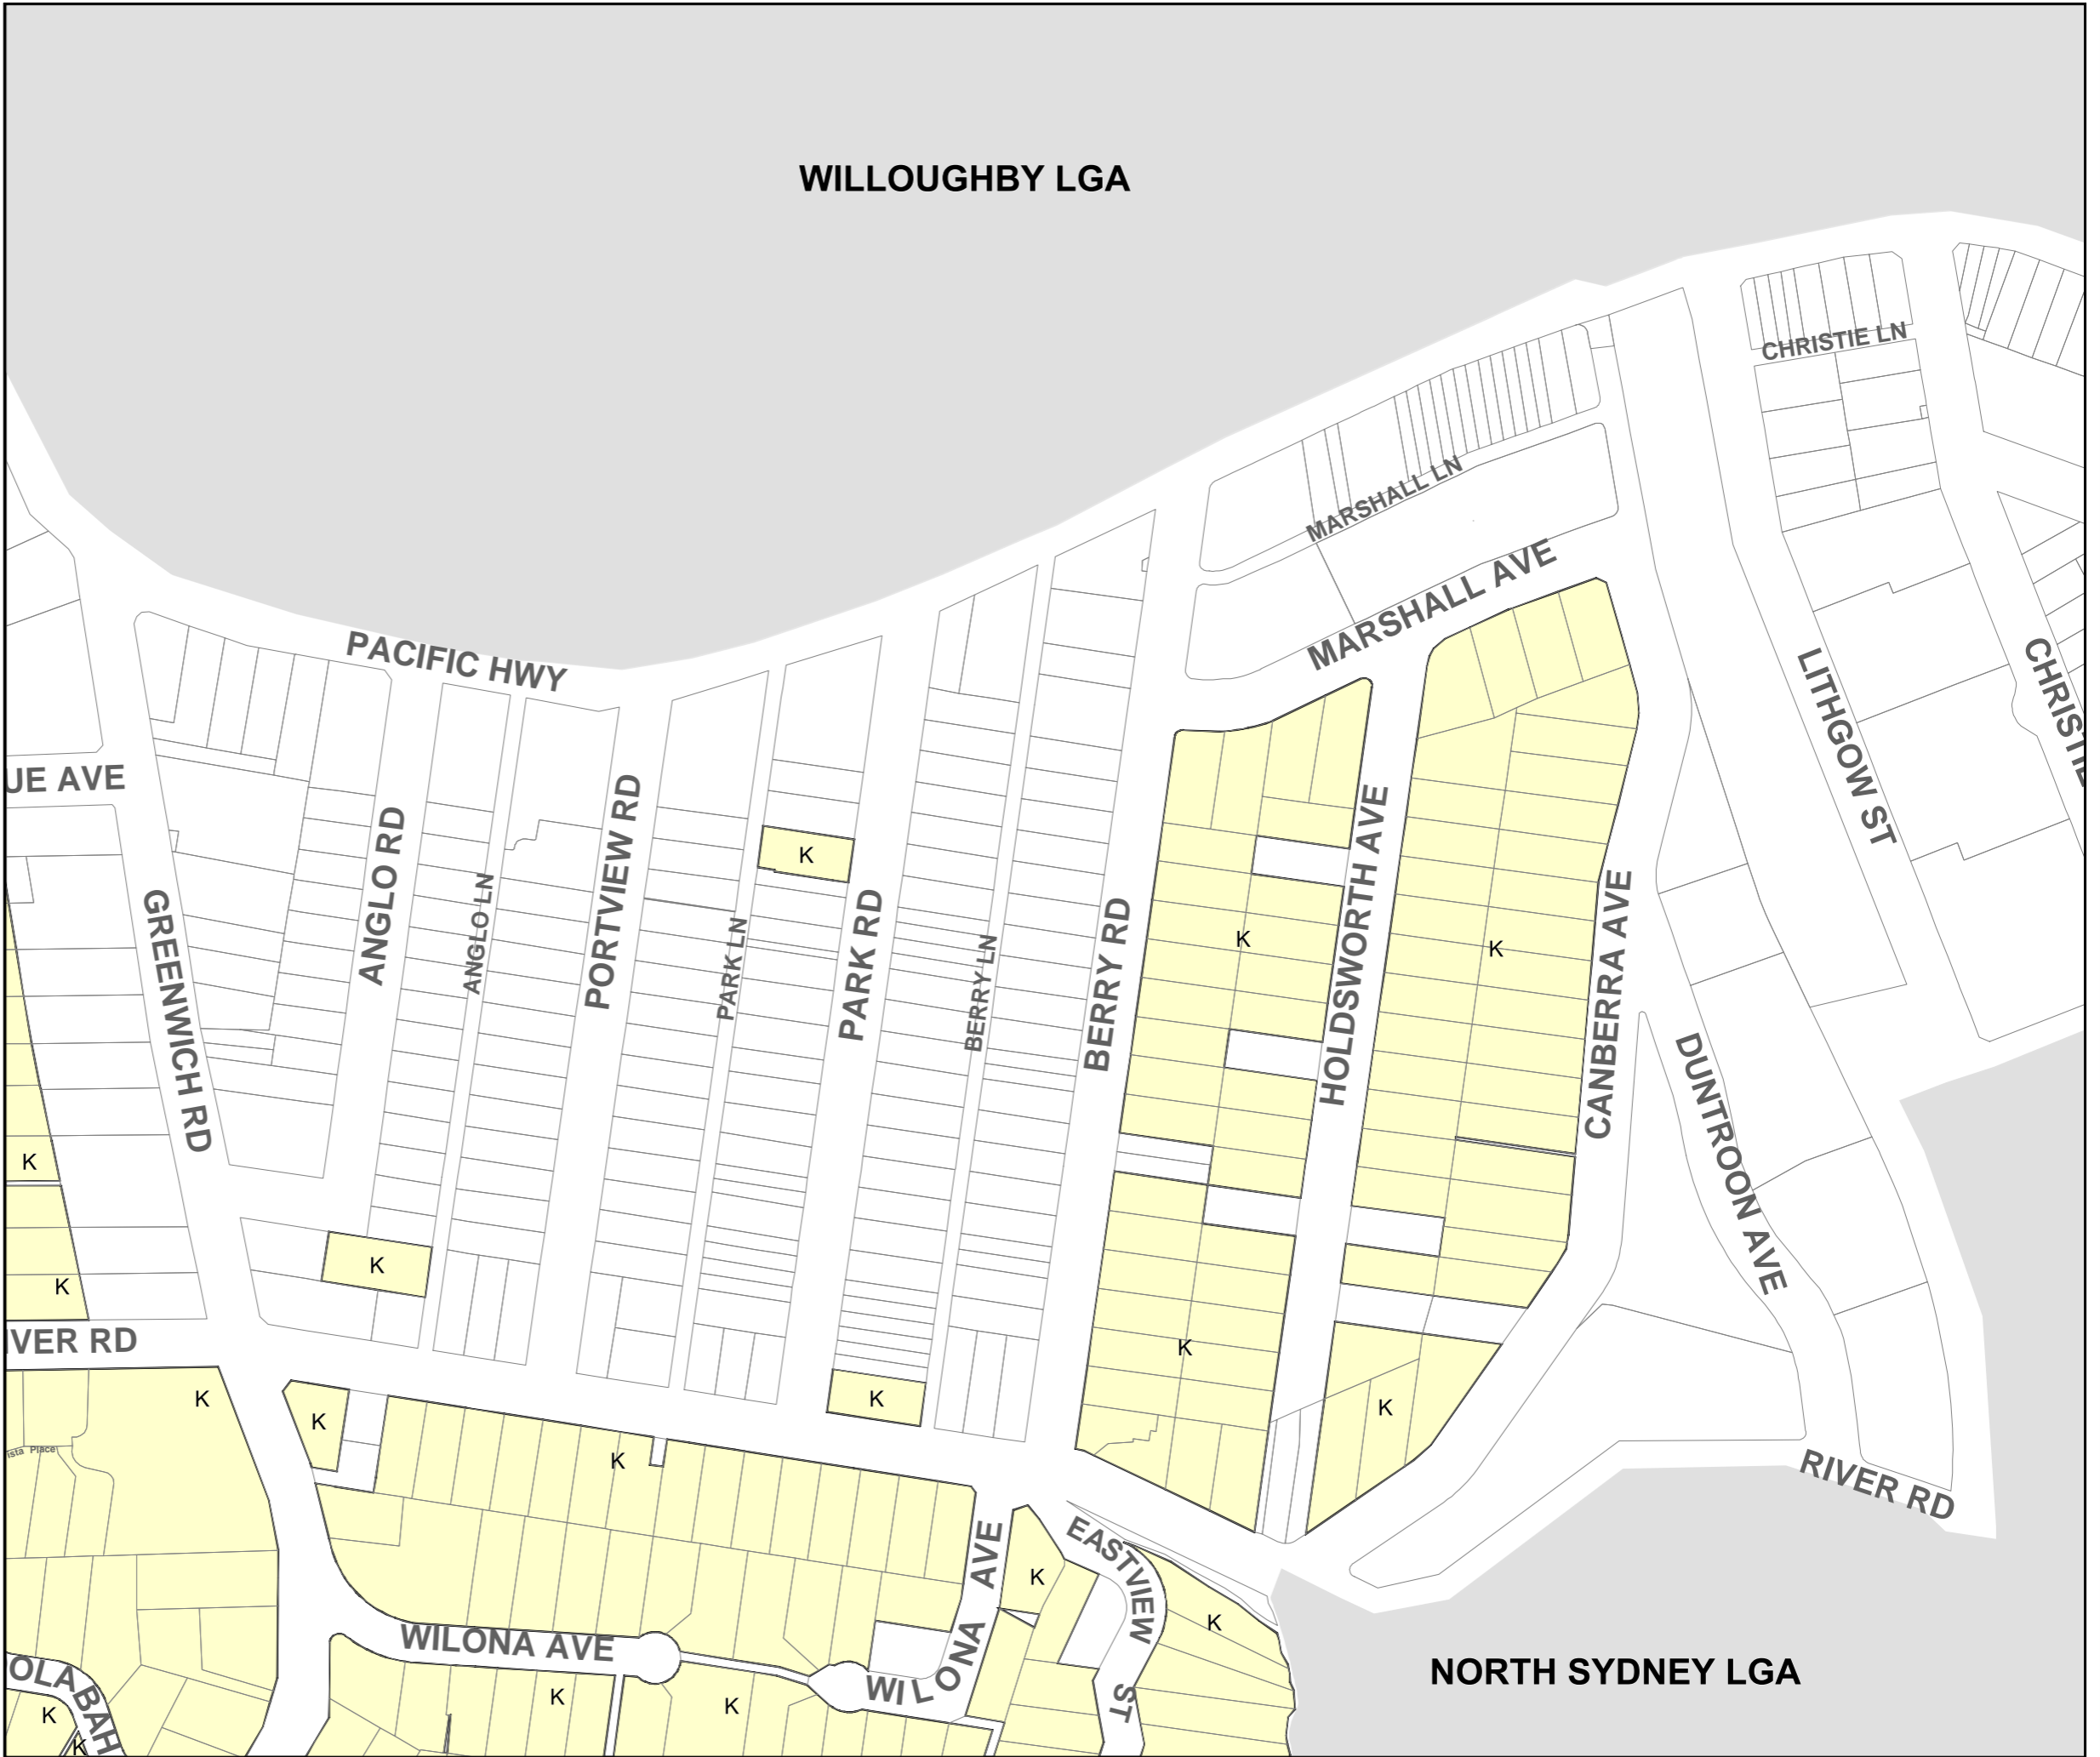 WILLOUGHBY LGA
CHRISTIE LN
MARSHALL LN
MARSHALL AVE
PACIFIC HWY
LITHGOW ST
CHRISTIE
UE AVE
HOLDSWORTH AVE
PORTVIEW RD
ANGLO RD
K
ANGLO LN
GREENWICH RD
PARK LN
PARK RD
BERRY LN
BERRY RD
K
K
CANBERRA AVE
DUNTROON AVE
K
K
K
IVER RD
K
K
K
K
K
K
ista Place
RIVER RD
EASTVIEW ST
WILONA AVE
K
K
WILONA AVE
NORTH SYDNEY LGA
OLABAH
K
K
K
K